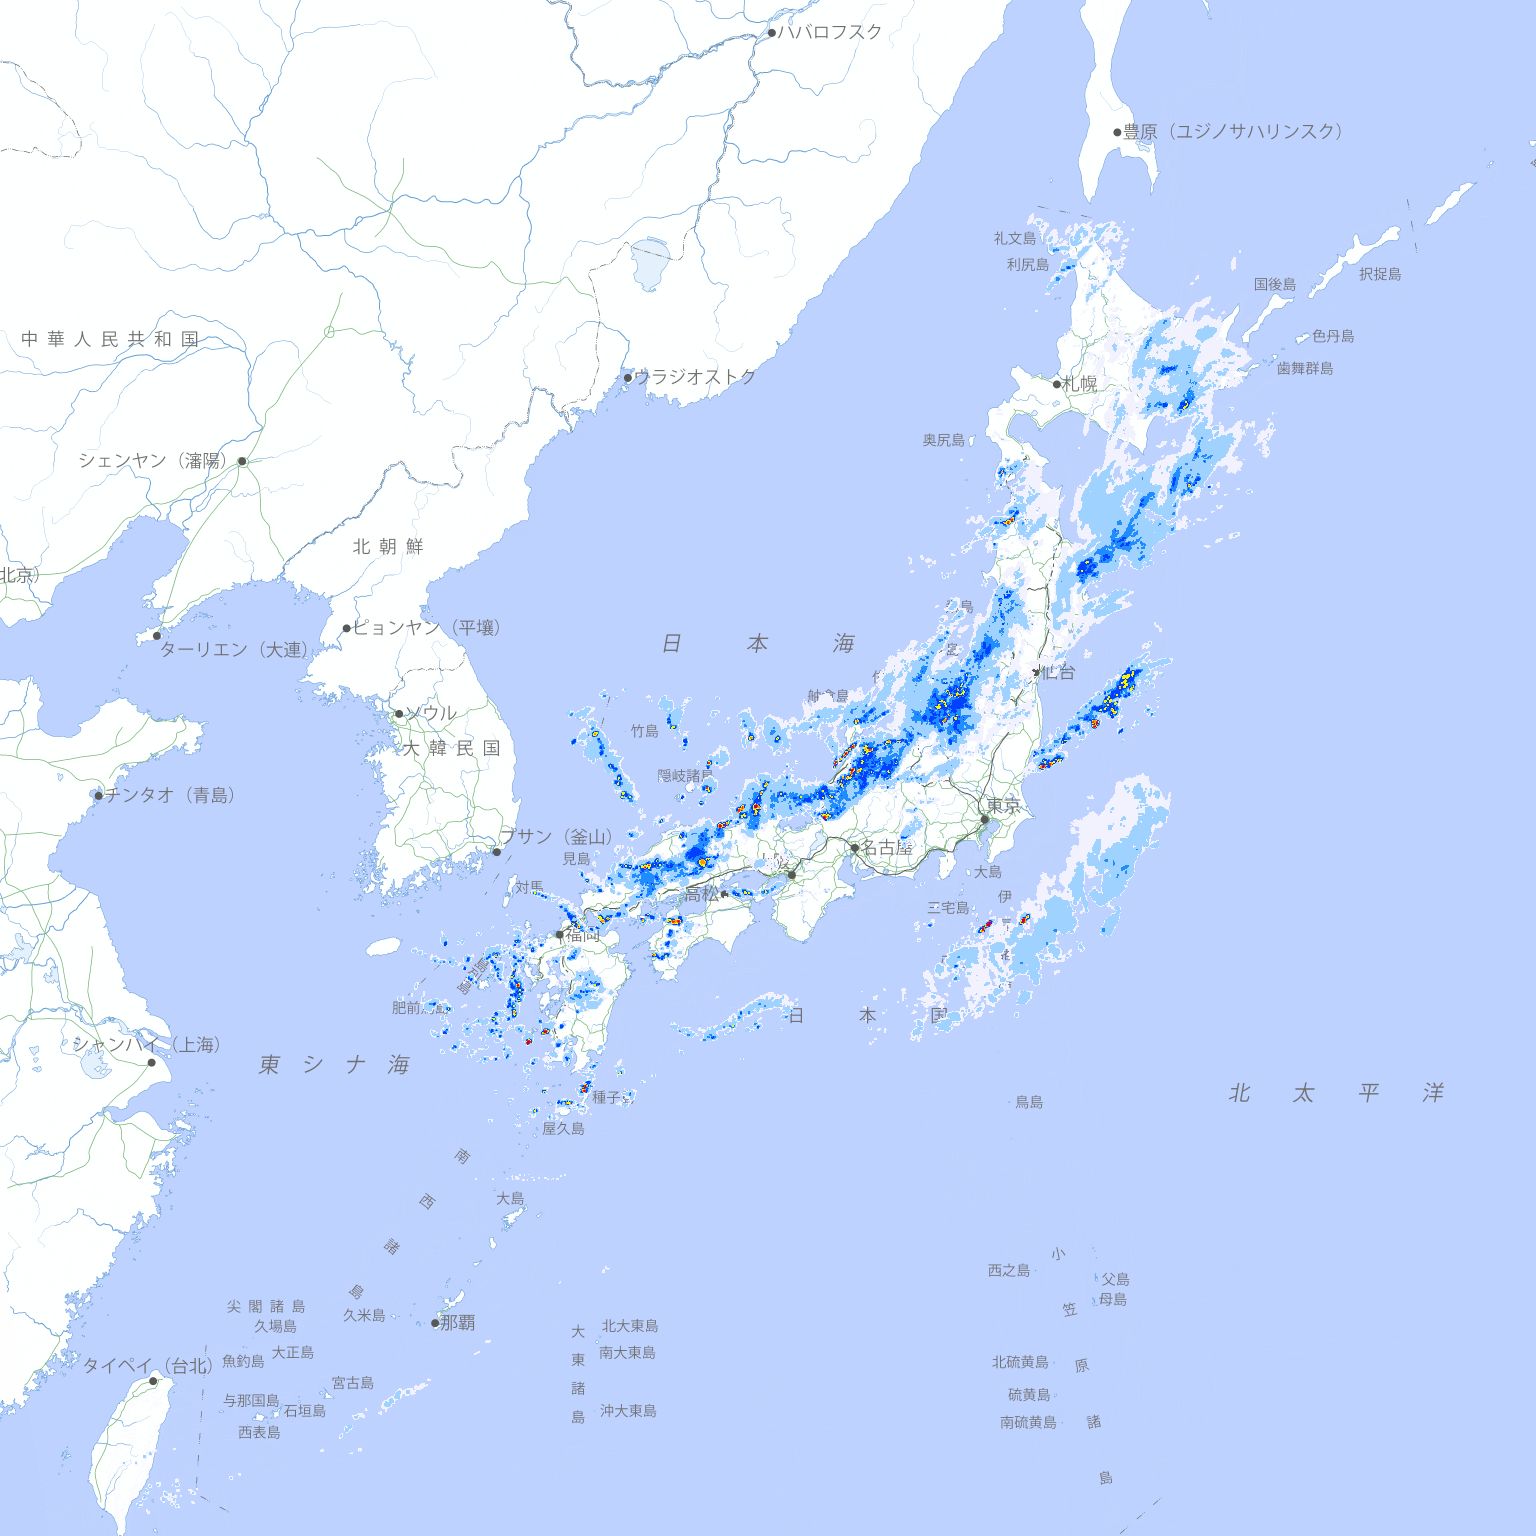 ハバロフスク
豊原（ユジノサハリンスク）
礼文島
利尻島
択捉島
国後島
色丹島
歯舞群島
中華人民共和国
ウラジオストク
札幌
奥尻島
シェンヤン（瀋陽）
北朝鮮
北京）
ピョンヤン（平壌）
ターリエン（大連）
日本海
島
仙台
舳倉島
ソウル
竹島
大韓民国
隠岐諸島
チンタオ（青島）
東京
プサン（釜山）
見島
名古屋
大島
対馬
高松
伊
三宅島
福岡
肥前
日本国
シャンハイ（上海）
東シナ海
種子
北太平洋
鳥島
屋久島
南西諸島
大島
小笠原諸島
西之島
父島
母島
尖閣諸島
久場島
久米島
那覇
大東諸島
北大東島
南大東島
沖大東島
タイペイ（台北）
魚釣島
大正島
北硫黄島
硫黄島
南硫黄島
宮古島
与那国島
石垣島
西表島